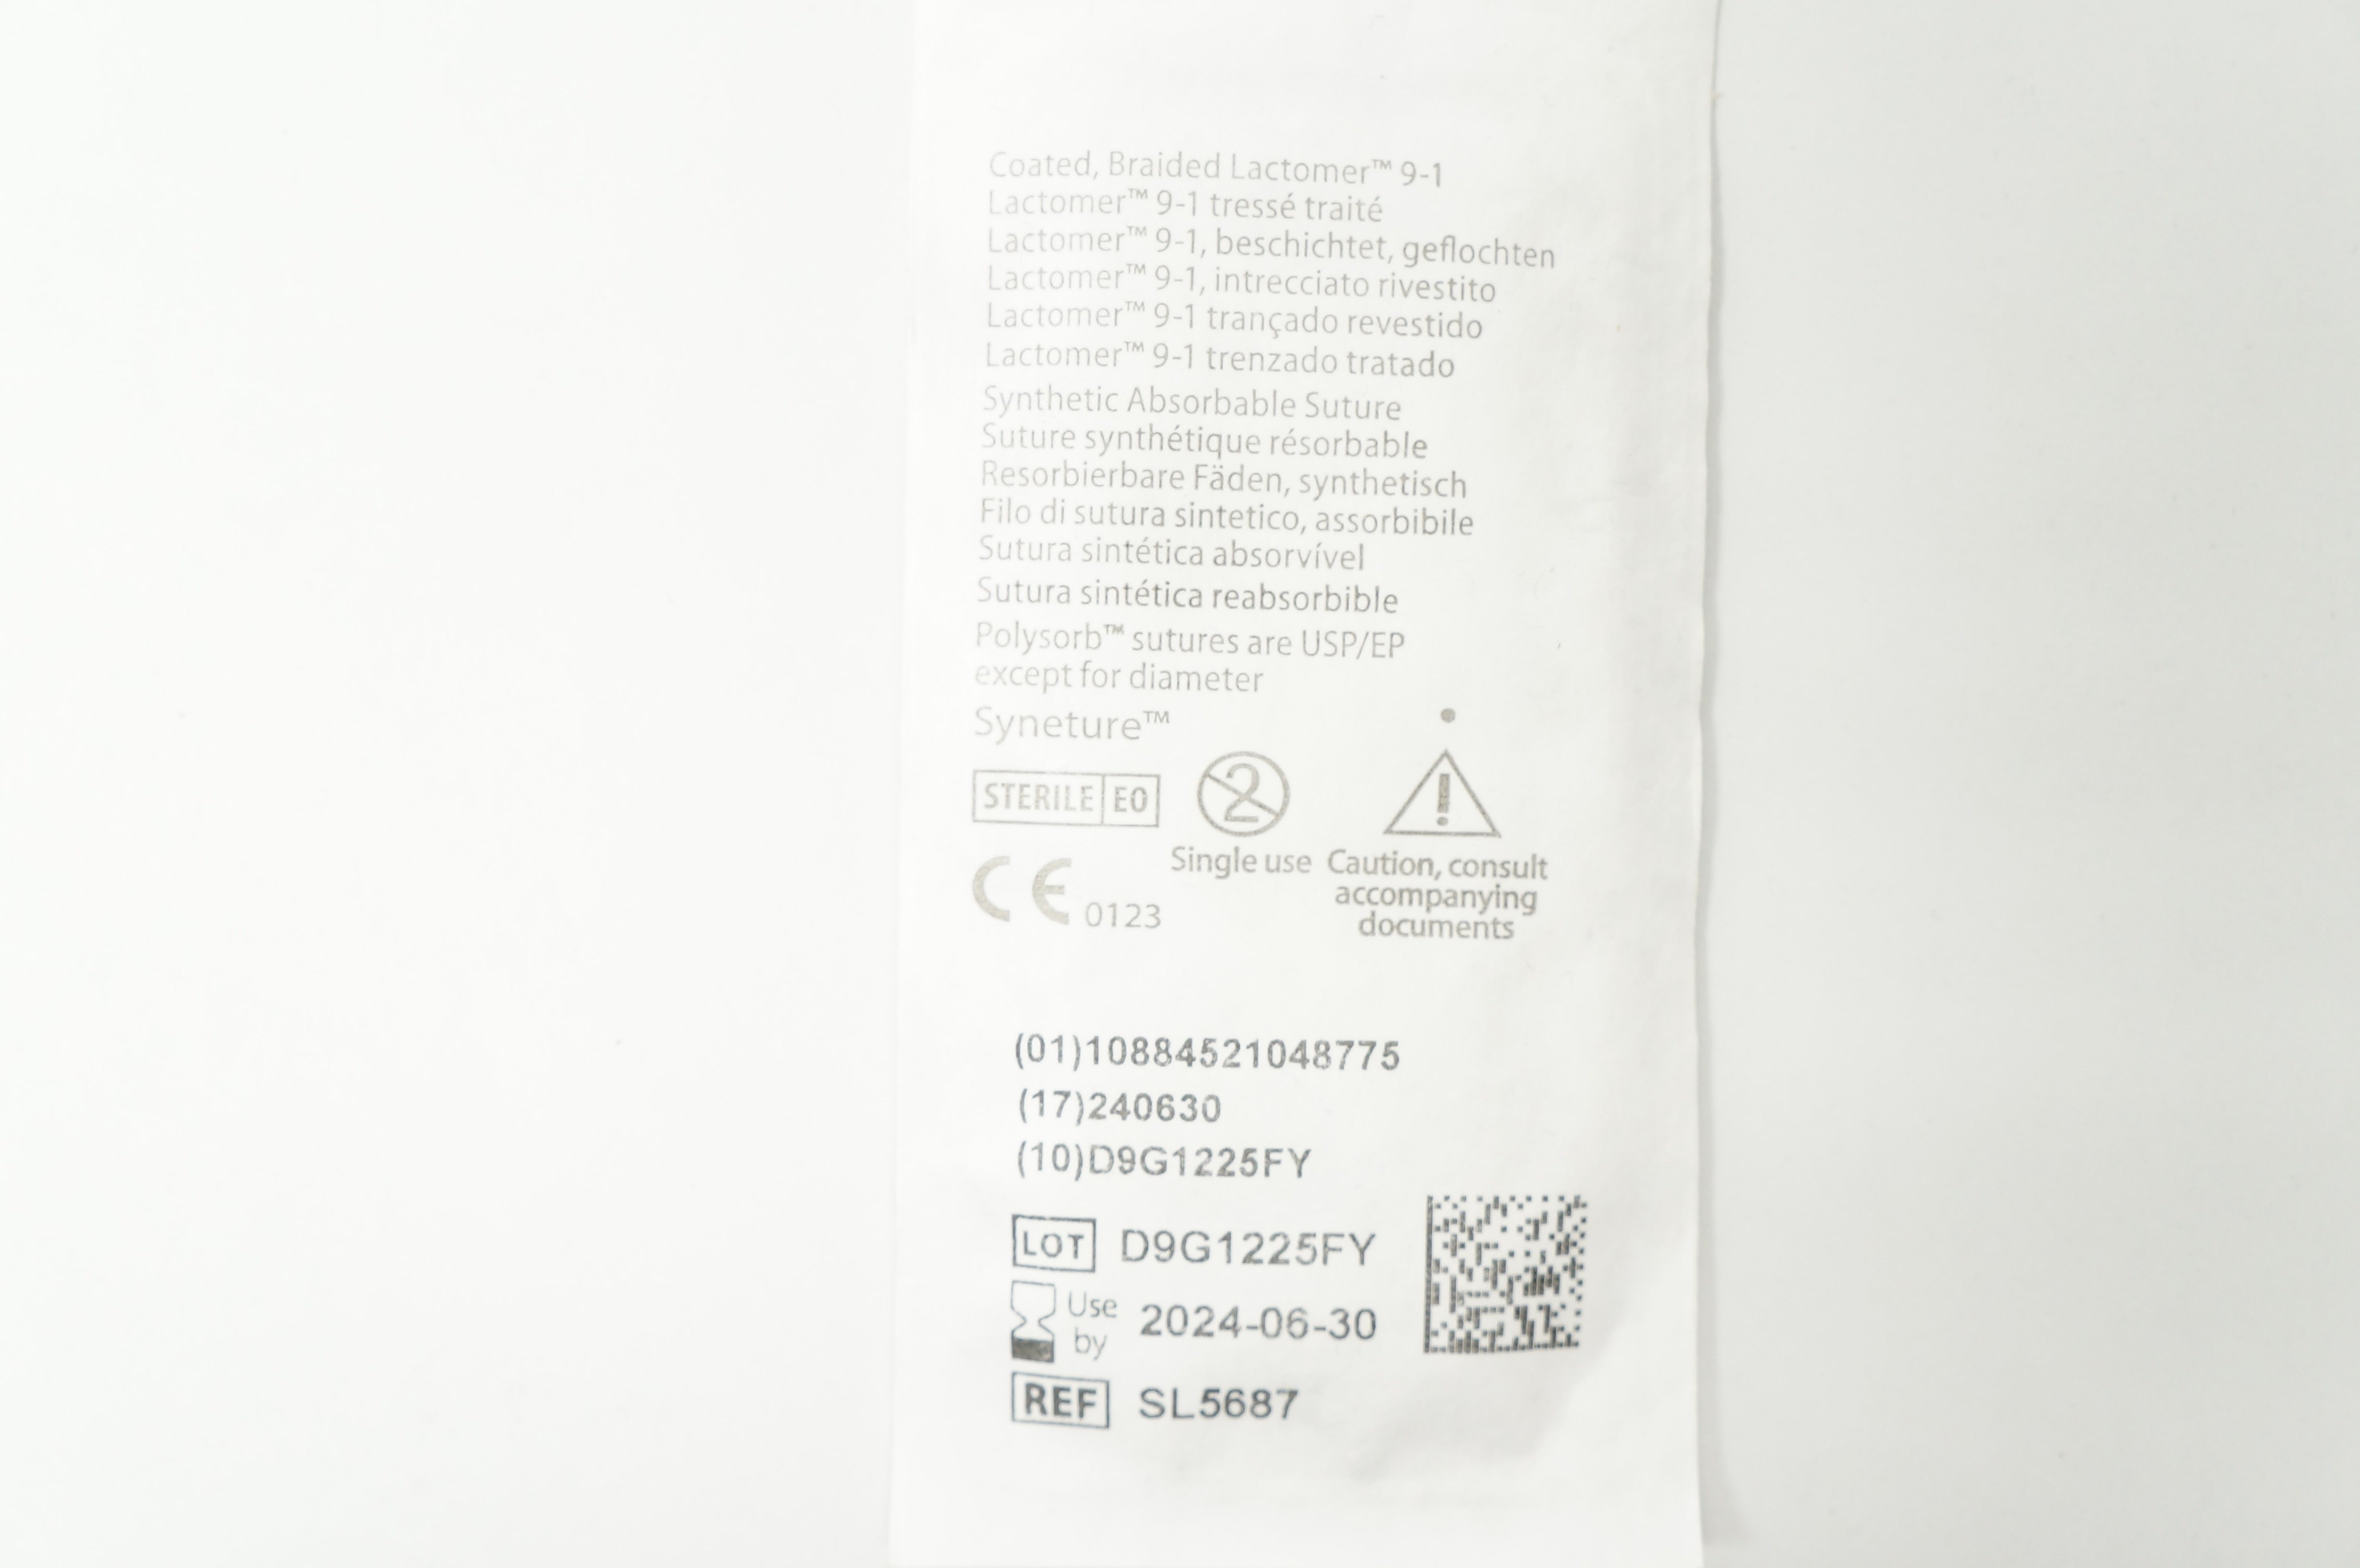 Coated, Braided Lactomer™ 9-1
Lactomer™ 9-1 tressé traité
Lactomer™ 9-1, beschichtet, geflochten
Lactomer™ 9-1, intrecciato rivestito
Lactomer™ 9-1 trançado revestido
Lactomer™ 9-1 trenzado tratado
Synthetic Absorbable Suture
Suture synthétique résorbable
Resorbierbare Fäden, synthetisch
Filo di sutura sintetico, assorbibile
Sutura sintética absorvível
Sutura sintética reabsorbible
Polysorb™ sutures are USP/EP
except for diameter
Syneture™
STERILE EO
2
!
Single use
Caution, consult
accompanying
documents
CE 0123
(01)10884521048775
(17)240630
(10)D9G1225FY
LOT D9G1225FY
Use by 2024-06-30
REF SL5687